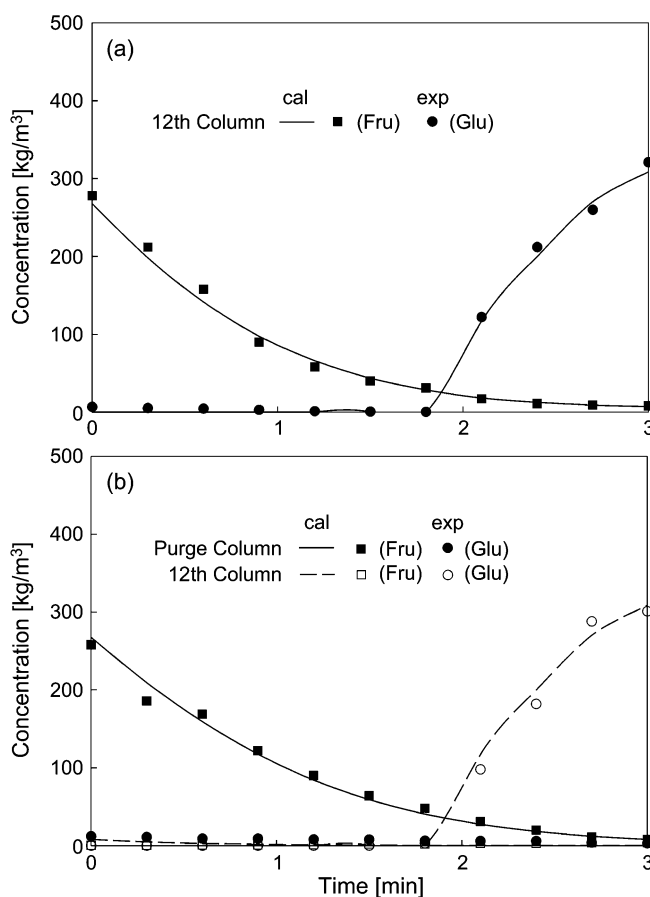 500
(a)
400
cal exp
12th Column (Fru) (Glu)
300
200
100
0
0 1 2 3
Concentration [kg/m³]
500
(b)
400
cal exp
Purge Column (Fru) (Glu)
12th Column (Fru) (Glu)
300
200
100
0
0 1 2 3
Concentration [kg/m³]
Time [min]